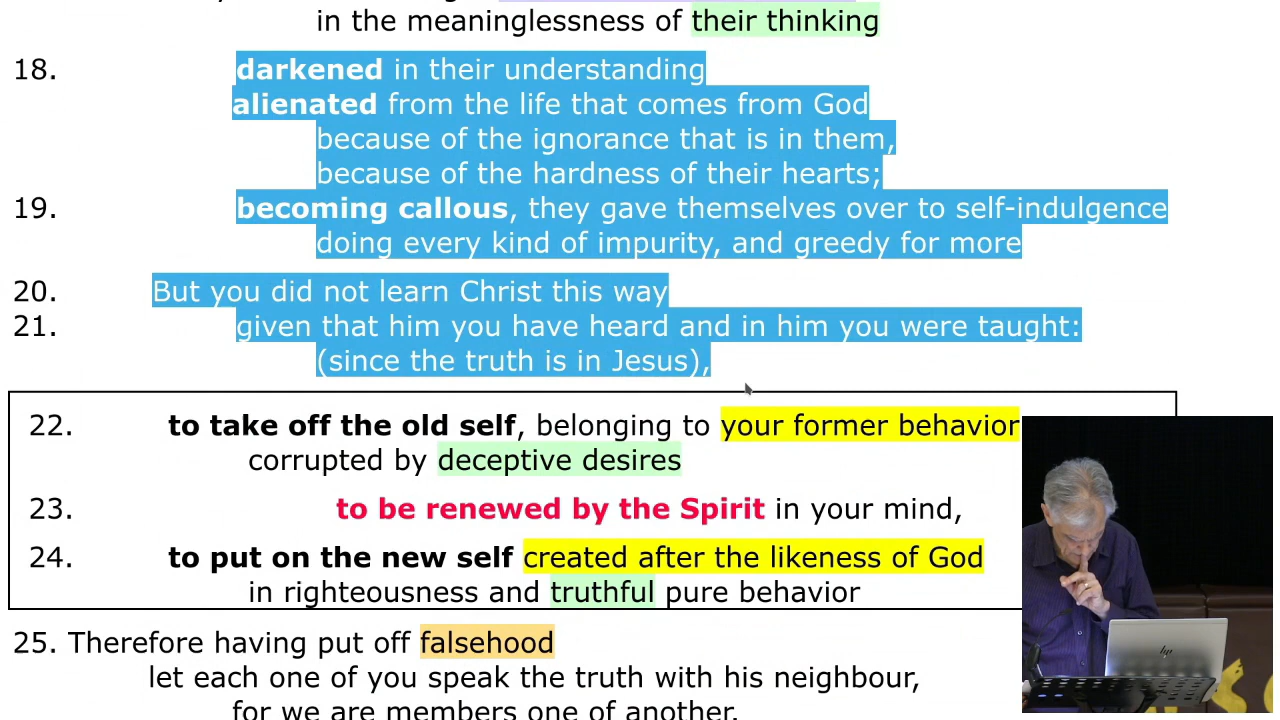 in the meaninglessness of their thinking
18. darkened in their understanding
alienated from the life that comes from God
because of the ignorance that is in them,
because of the hardness of their hearts;
19. becoming callous, they gave themselves over to self-indulgence
doing every kind of impurity, and greedy for more
20. But you did not learn Christ this way
21. given that him you have heard and in him you were taught:
(since the truth is in Jesus),
22. to take off the old self, belonging to your former behavior
corrupted by deceptive desires
23. to be renewed by the Spirit in your mind,
24. to put on the new self created after the likeness of God
in righteousness and truthful pure behavior
25. Therefore having put off falsehood
let each one of you speak the truth with his neighbour,
for we are members one of another.
hp